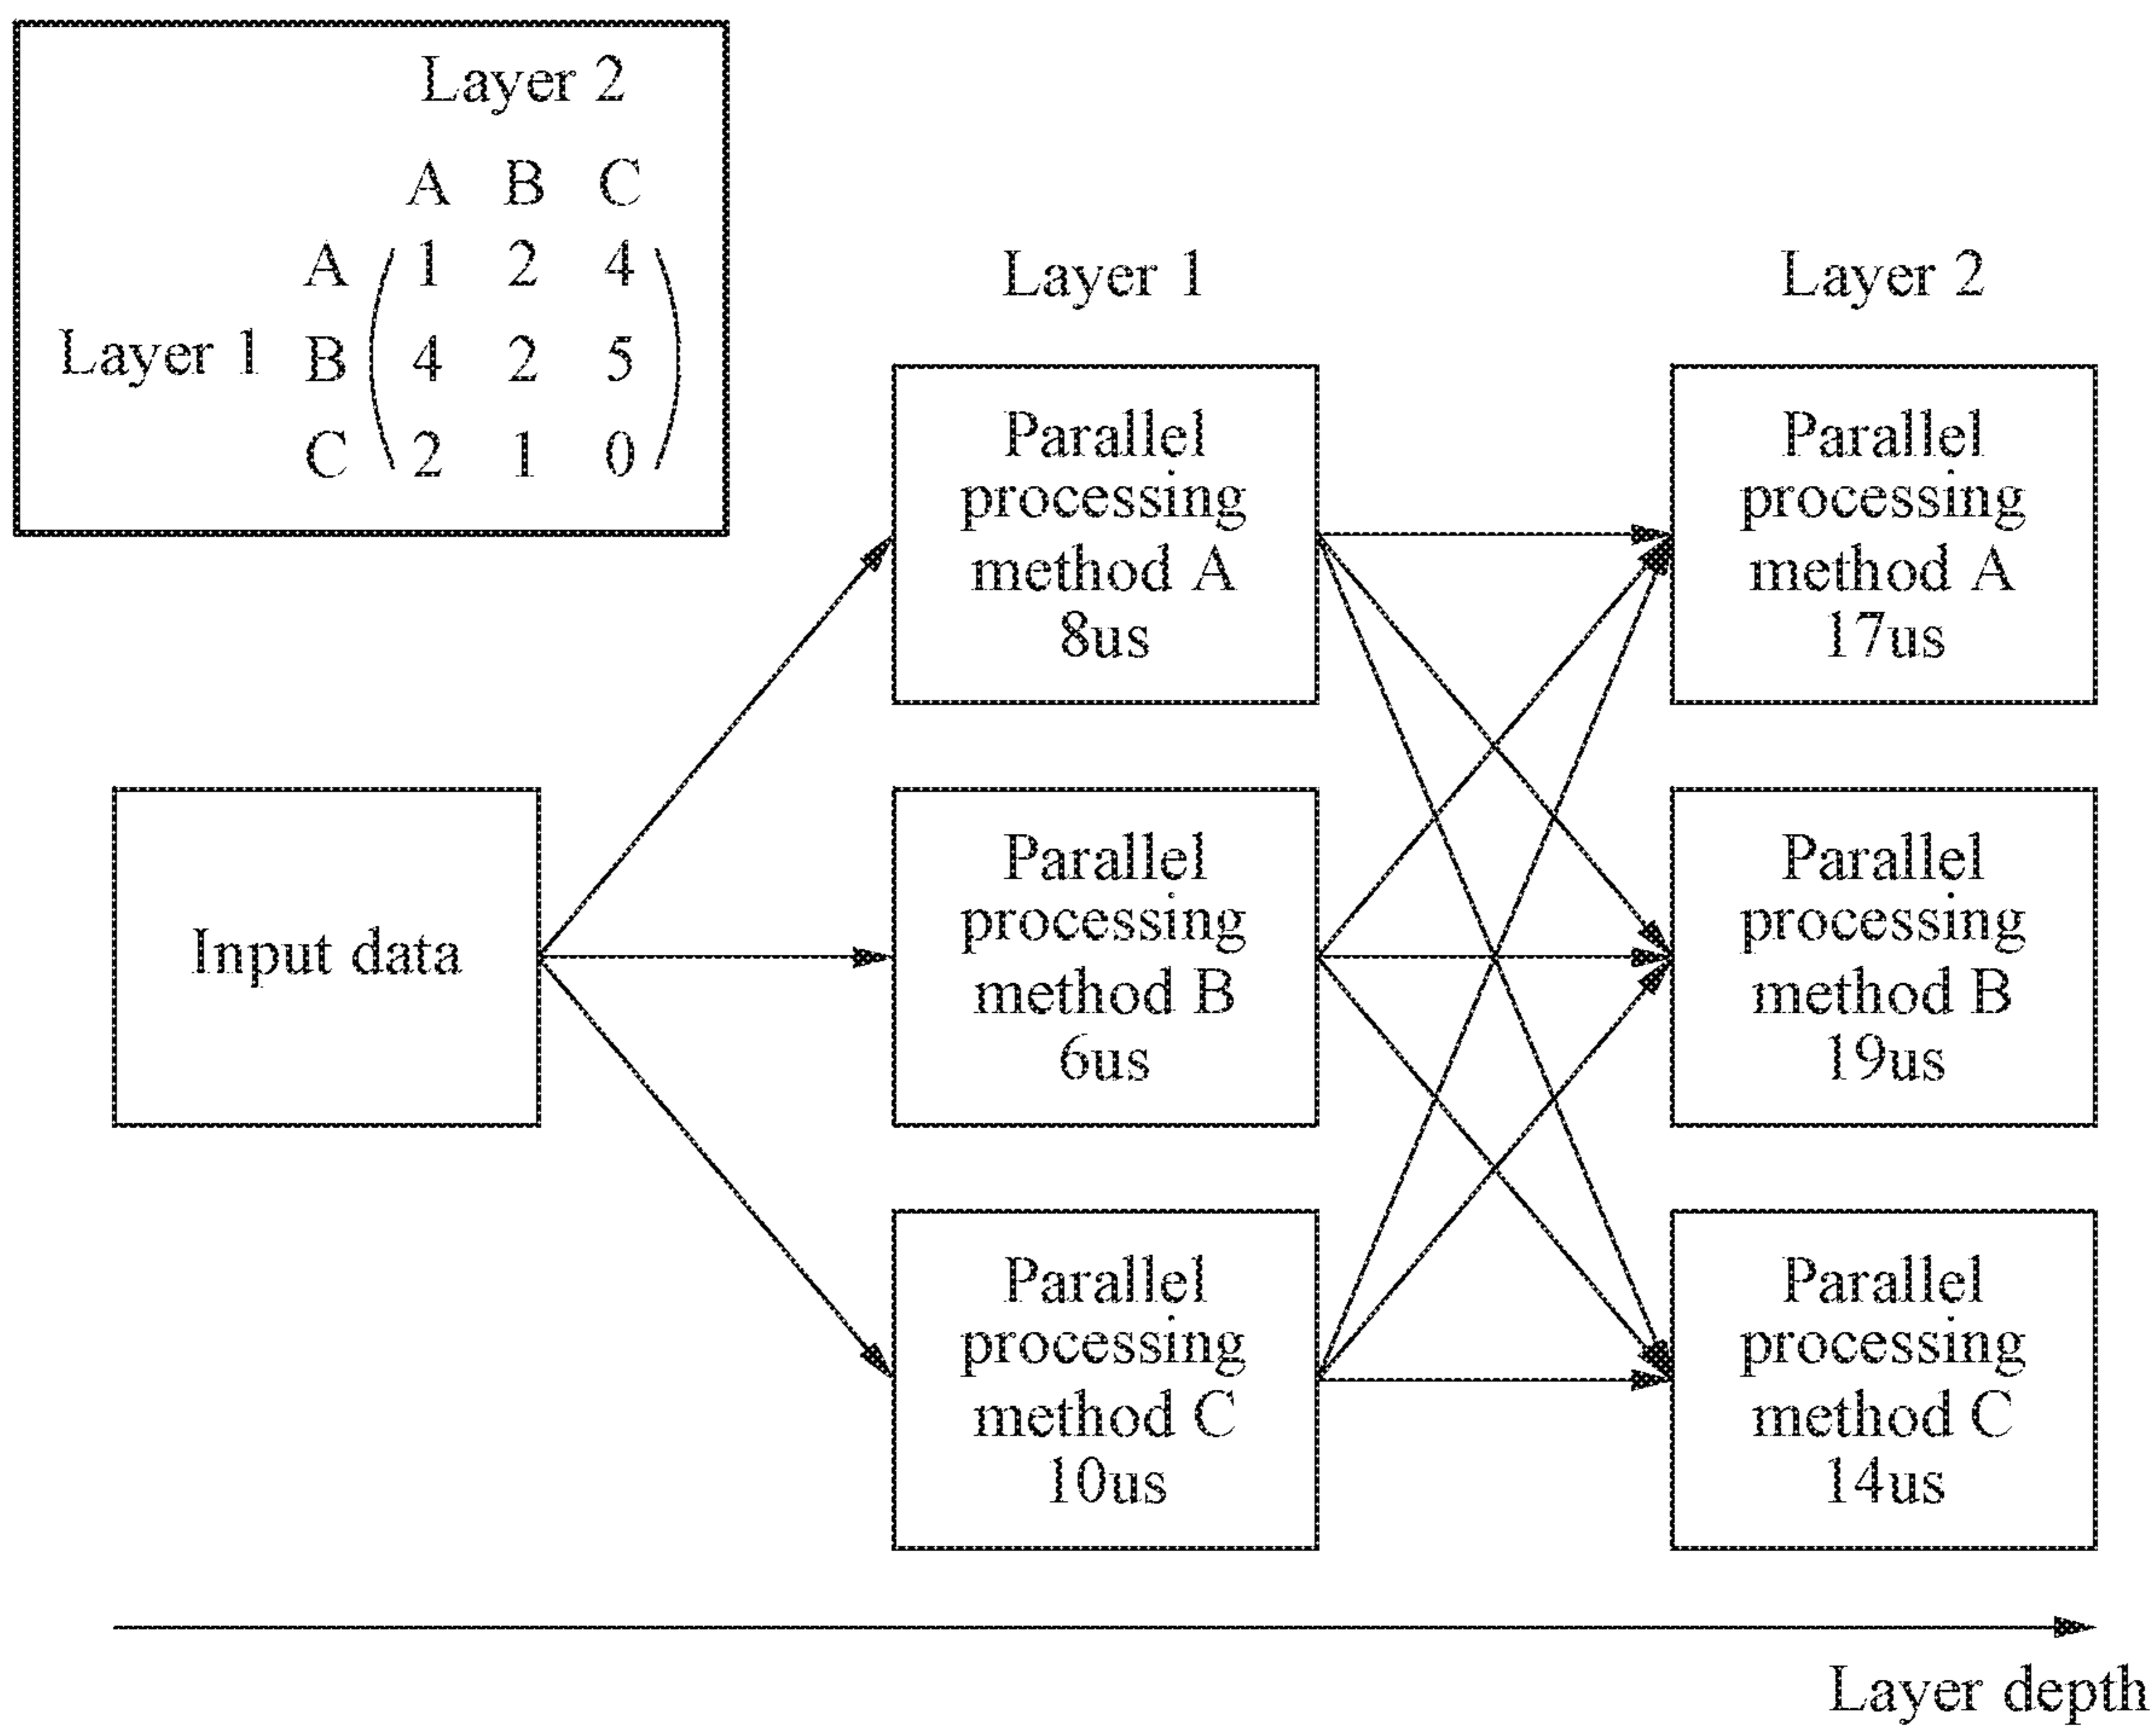 Layer 2
A B C
A 1 2 4
Layer 1 B 4 2 5
C 2 1 0
Layer 1
Layer 2
Parallel
processing
method A
8us
Parallel
processing
method A
17us
Input data
Parallel
processing
method B
6us
Parallel
processing
method B
19us
Parallel
processing
method C
10us
Parallel
processing
method C
14us
Layer depth